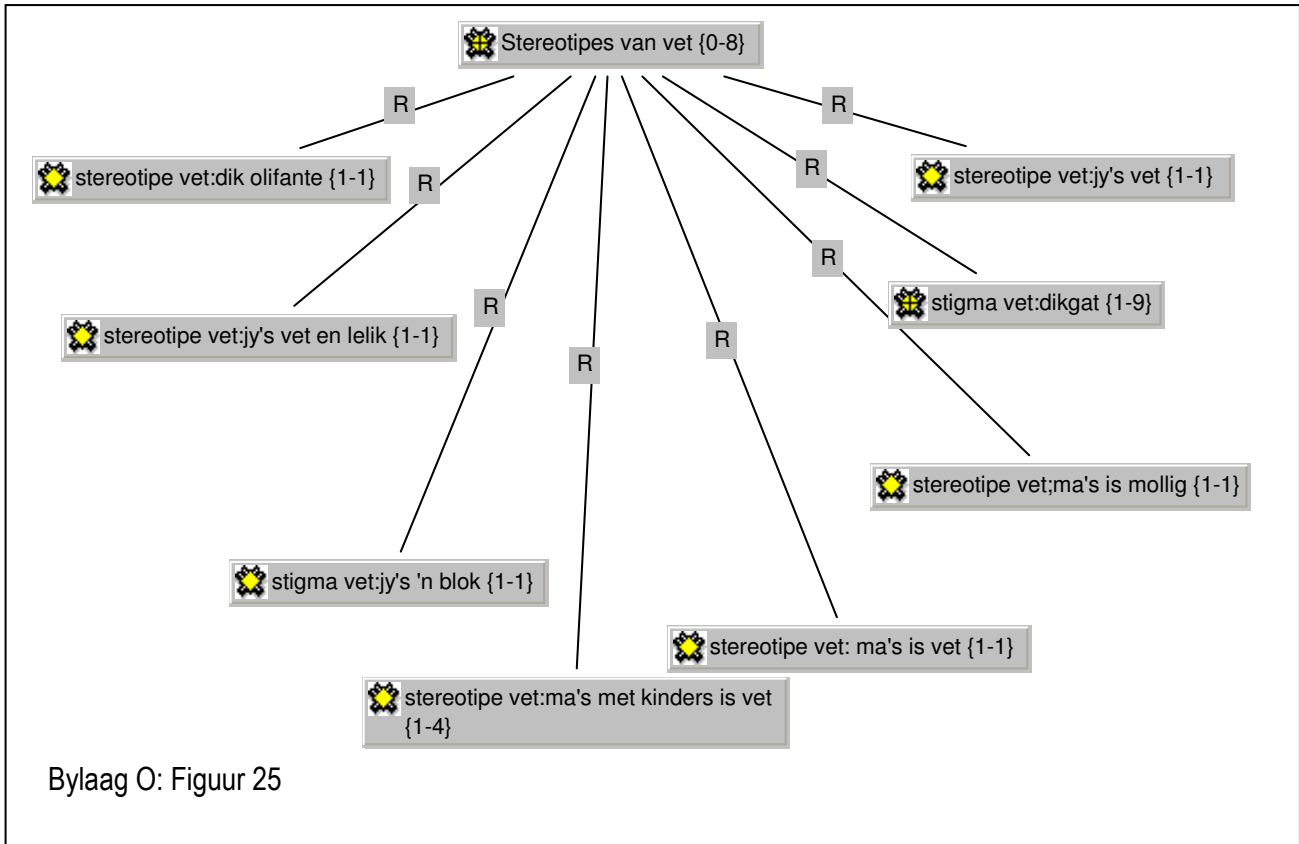 Stereotipes van vet {0-8}
R
R
stereotipe vet:dik olifante {1-1}
stereotipe vet:jy's vet {1-1}
R
R
R
stereotipe vet:jy's vet en lelik {1-1}
stigma vet:dikgat {1-9}
R
R
R
stereotipe vet;ma's is mollig {1-1}
stigma vet:jy's 'n blok {1-1}
stereotipe vet: ma's is vet {1-1}
stereotipe vet:ma's met kinders is vet
{1-4}
Bylaag O: Figuur 25